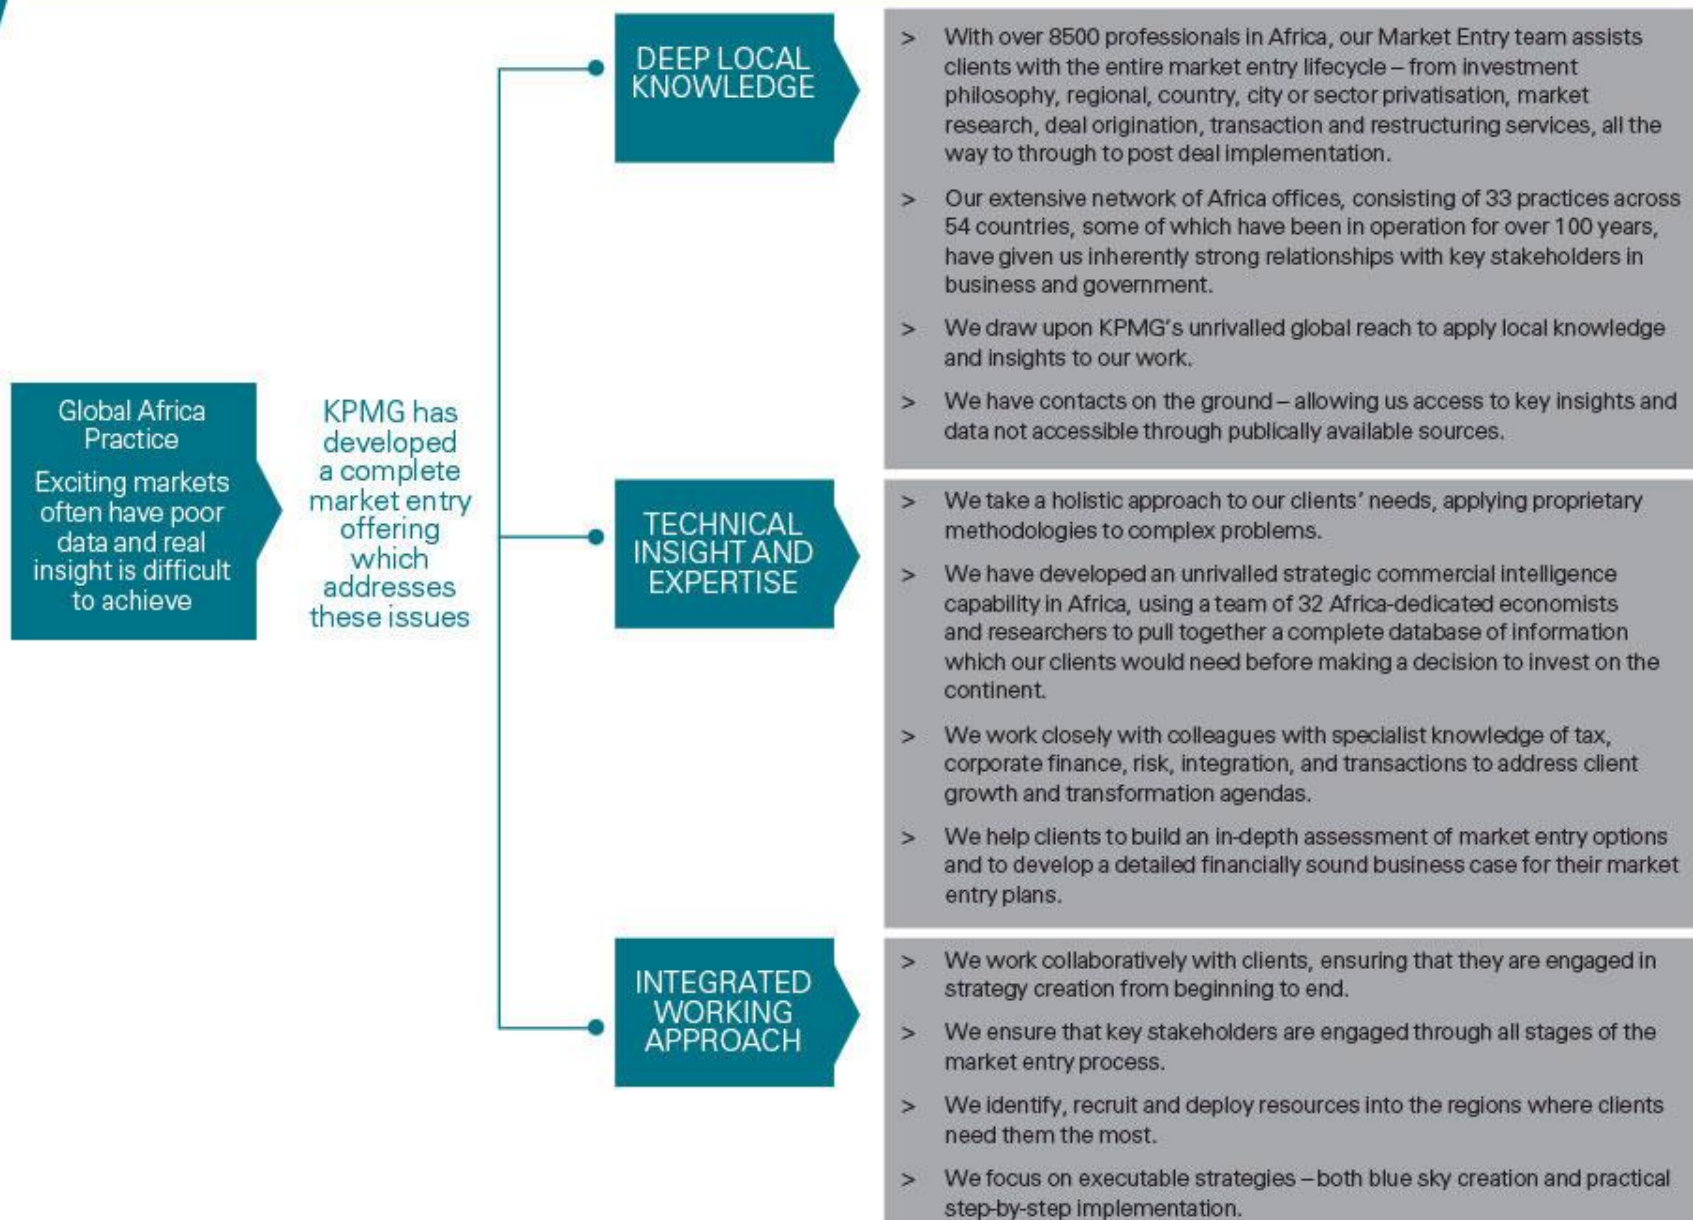 Global Africa
Practice
Exciting markets
often have poor
data and real
insight is difficult
to achieve
KPMG has
developed
a complete
market entry
offering
which
addresses
these issues
DEEP LOCAL
KNOWLEDGE
> With over 8500 professionals in Africa, our Market Entry team assists
clients with the entire market entry lifecycle – from investment
philosophy, regional, country, city or sector privatisation, market
research, deal origination, transaction and restructuring services, all the
way to through to post deal implementation.
> Our extensive network of Africa offices, consisting of 33 practices across
54 countries, some of which have been in operation for over 100 years,
have given us inherently strong relationships with key stakeholders in
business and government.
> We draw upon KPMG's unrivalled global reach to apply local knowledge
and insights to our work.
> We have contacts on the ground – allowing us access to key insights and
data not accessible through publically available sources.
TECHNICAL
INSIGHT AND
EXPERTISE
> We take a holistic approach to our clients' needs, applying proprietary
methodologies to complex problems.
> We have developed an unrivalled strategic commercial intelligence
capability in Africa, using a team of 32 Africa-dedicated economists
and researchers to pull together a complete database of information
which our clients would need before making a decision to invest on the
continent.
> We work closely with colleagues with specialist knowledge of tax,
corporate finance, risk, integration, and transactions to address client
growth and transformation agendas.
> We help clients to build an in-depth assessment of market entry options
and to develop a detailed financially sound business case for their market
entry plans.
INTEGRATED
WORKING
APPROACH
> We work collaboratively with clients, ensuring that they are engaged in
strategy creation from beginning to end.
> We ensure that key stakeholders are engaged through all stages of the
market entry process.
> We identify, recruit and deploy resources into the regions where clients
need them the most.
> We focus on executable strategies – both blue sky creation and practical
step-by-step implementation.